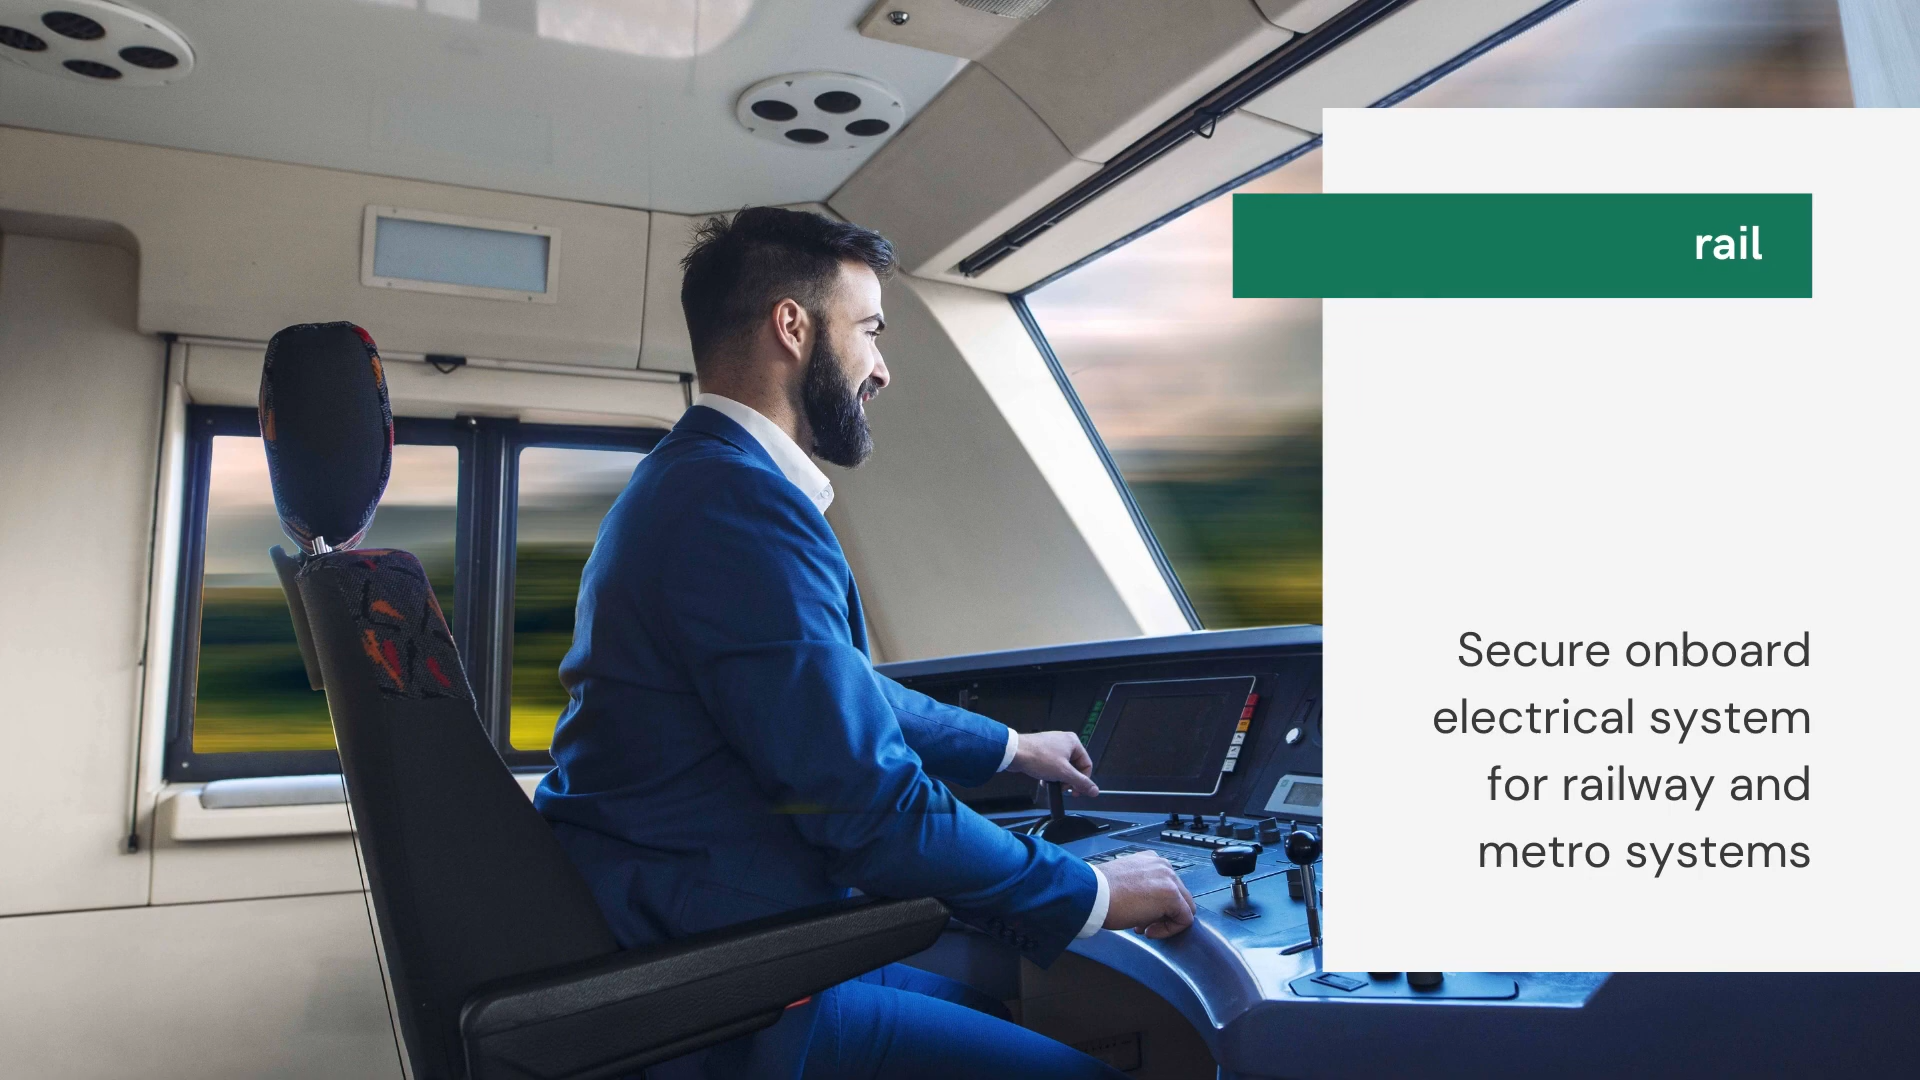 rail
Secure onboard
electrical system
for railway and
metro systems